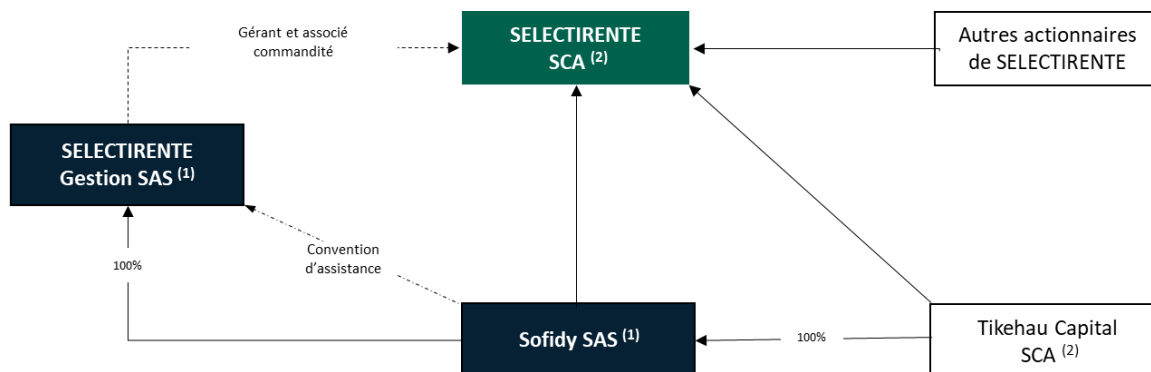 Gérant et associé
commandité
SELECTIRENTE
SCA (2)
Autres actionnaires
de SELECTIRENTE
SELECTIRENTE
Gestion SAS (1)
Convention
d’assistance
100%
Sofidy SAS (1)
100%
Tikehau Capital
SCA (2)